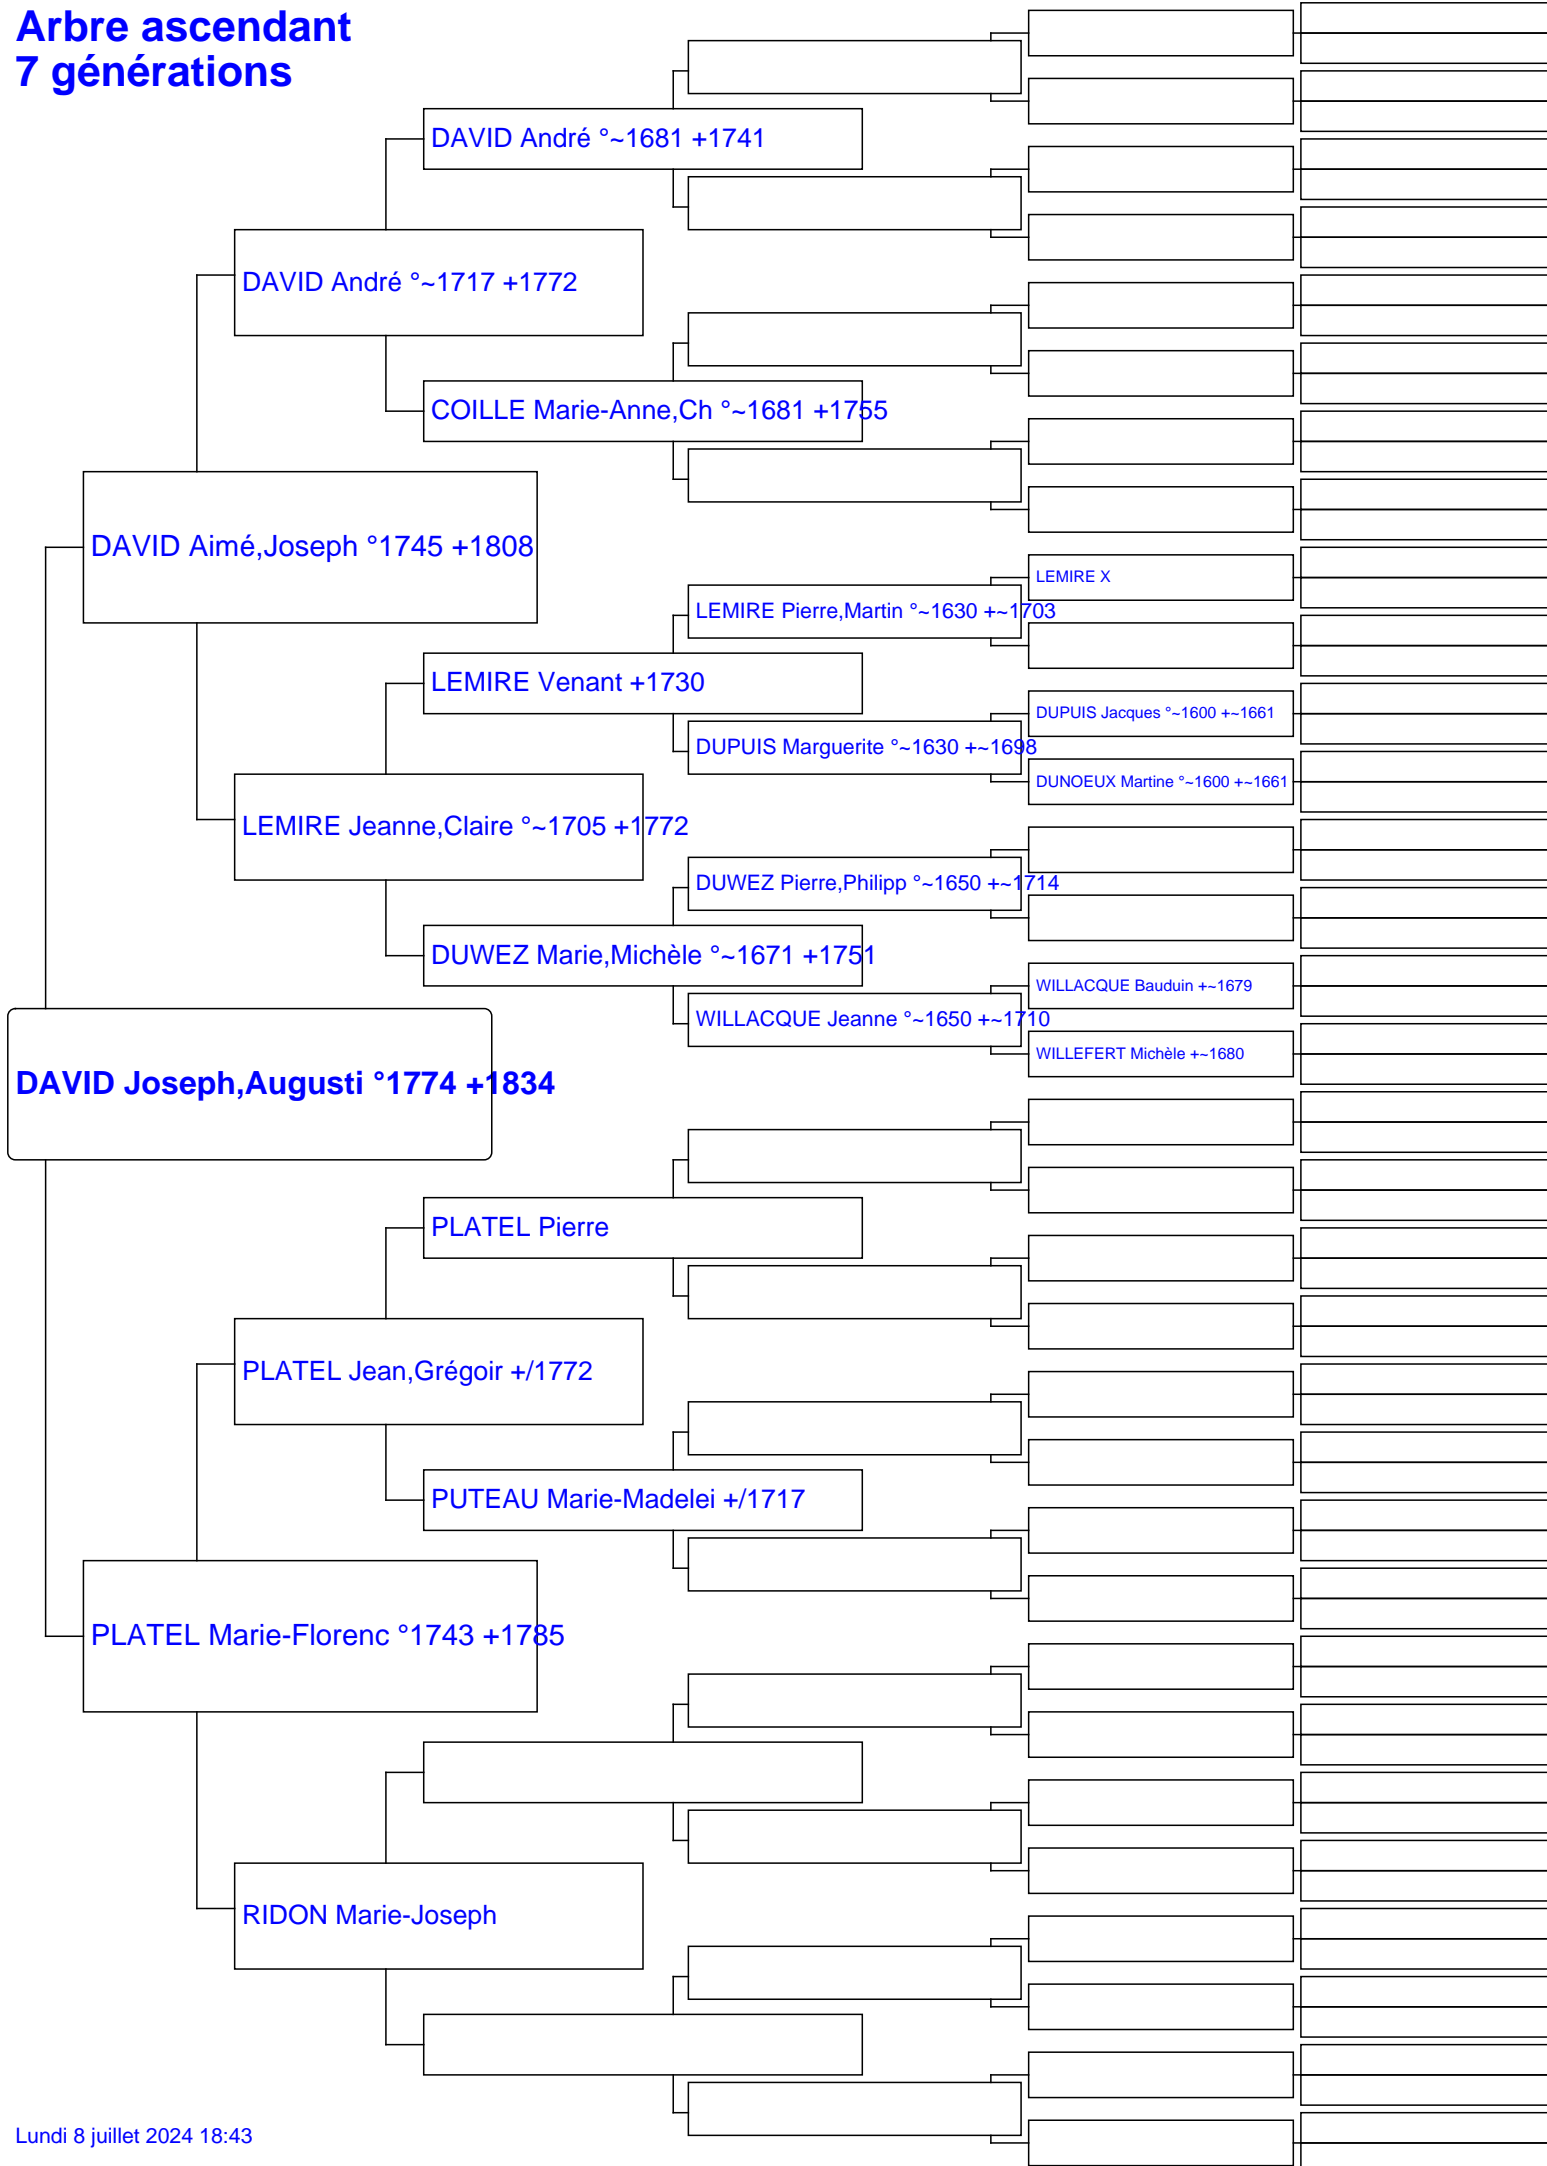 Arbre ascendant
7 générations
DAVID André °~1681 +1741
DAVID André °~1717 +1772
COILLE Marie-Anne,Ch °~1681 +1755
DAVID Aimé,Joseph °1745 +1808
LEMIRE X
LEMIRE Pierre,Martin °~1630 +~1703
LEMIRE Venant +1730
DUPUIS Jacques °~1600 +~1661
DUPUIS Marguerite °~1630 +~1698
DUNOEUX Martine °~1600 +~1661
LEMIRE Jeanne,Claire °~1705 +1772
DUWEZ Pierre,Philipp °~1650 +~1714
DUWEZ Marie,Michèle °~1671 +1751
WILLACQUE Bauduin +~1679
WILLACQUE Jeanne °~1650 +~1710
WILLEFERT Michèle +~1680
DAVID Joseph,Augusti °1774 +1834
PLATEL Pierre
PLATEL Jean,Grégoir +/1772
PUTEAU Marie-Madelei +/1717
PLATEL Marie-Florenc °1743 +1785
RIDON Marie-Joseph
Lundi 8 juillet 2024 18:43